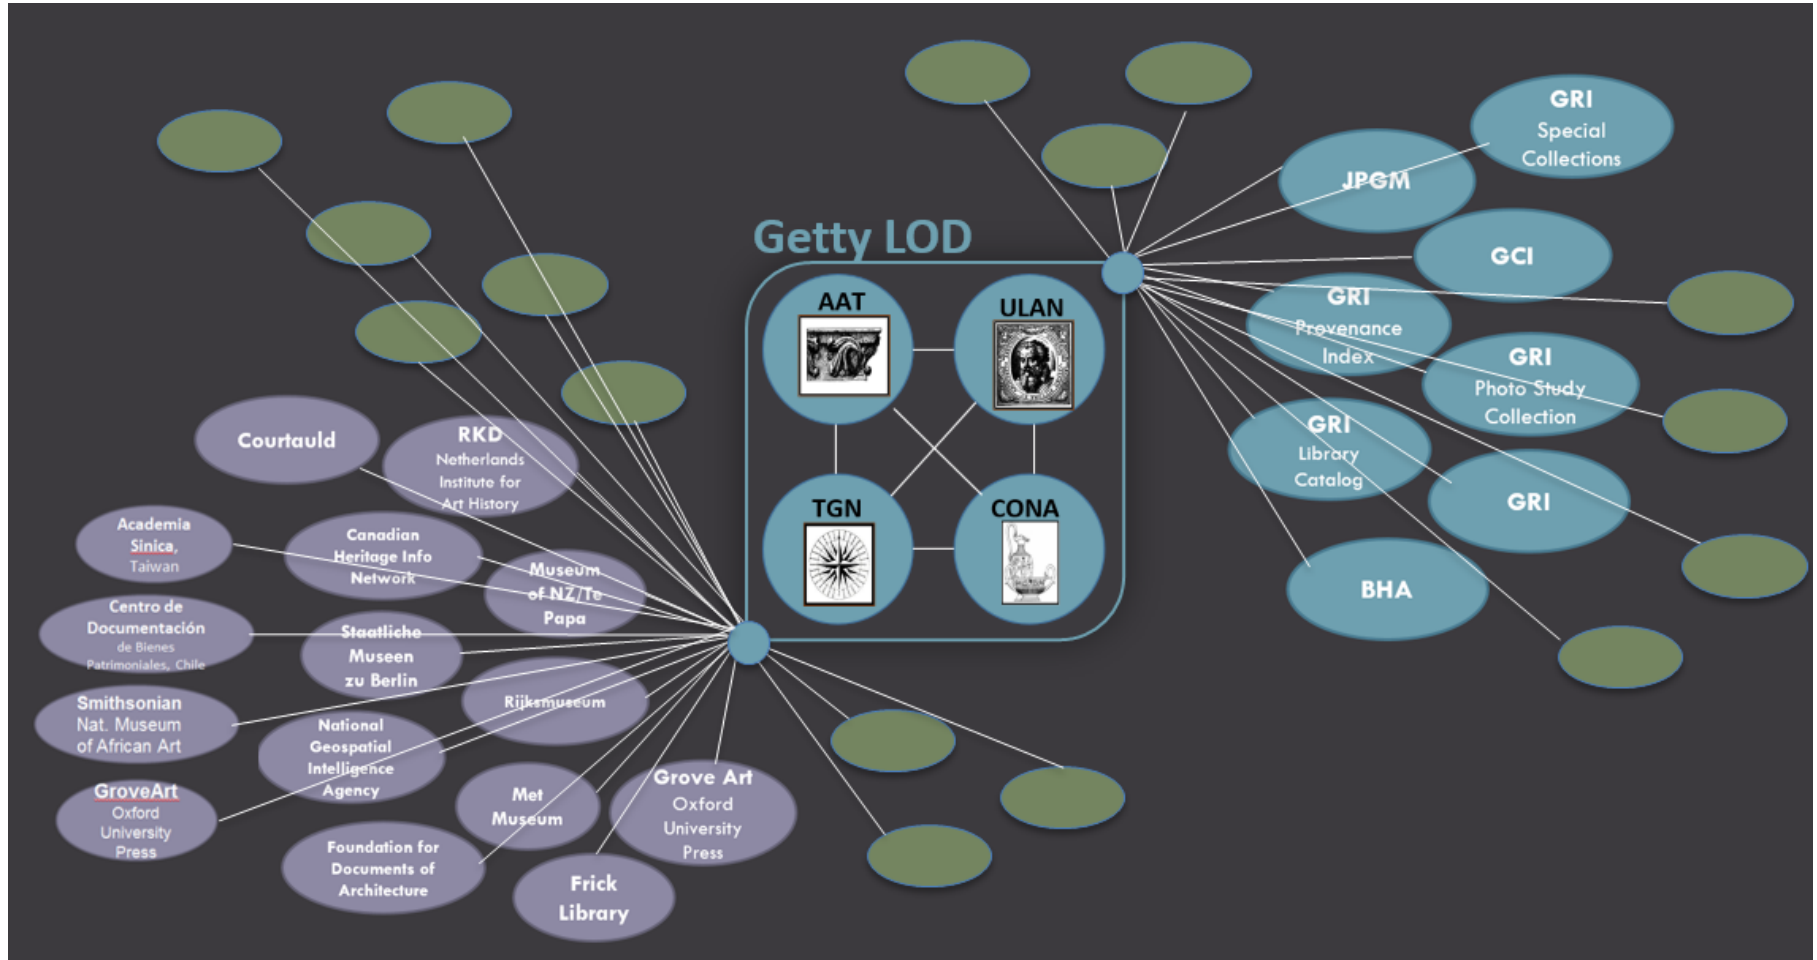 Getty LOD
AAT
ULAN
TGN
CONA
GRI
Special
Collections
JPGM
GCI
GRI
Provenance
Index
GRI
Photo Study
Collection
GRI
Library
Catalog
GRI
BHA
Courtauld
RKD
Netherlands
Institute for
Art History
Academia
Sinica,
Taiwan
Canadian
Heritage Info
Network
Museum
of NZ/Te
Papa
Centro de
Documentación
de Bienes
Patrimoniales, Chile
Staatliche
Museen
zu Berlin
Smithsonian
Nat. Museum
of African Art
Rijksmuseum
National
Geospatial
Intelligence
Agency
GroveArt
Oxford
University
Press
Met
Museum
Grove Art
Oxford
University
Press
Foundation for
Documents of
Architecture
Frick
Library